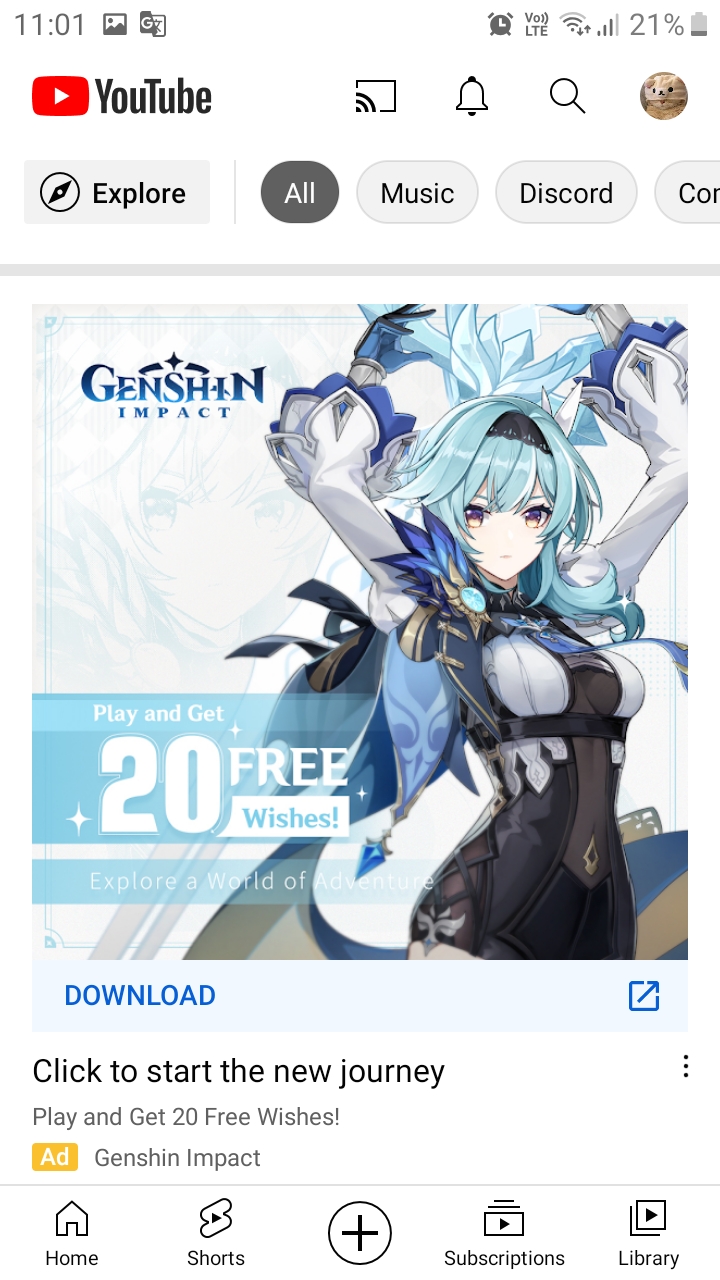 11:01
Vo))
LTE
21%
YouTube
Explore
All
Music
Discord
Cor
GENSHIN
IMPACT
Play and Get
20 FREE
Wishes!
Explore a World of Adventure
DOWNLOAD
Click to start the new journey
Play and Get 20 Free Wishes!
Ad Genshin Impact
Home
Shorts
Subscriptions
Library